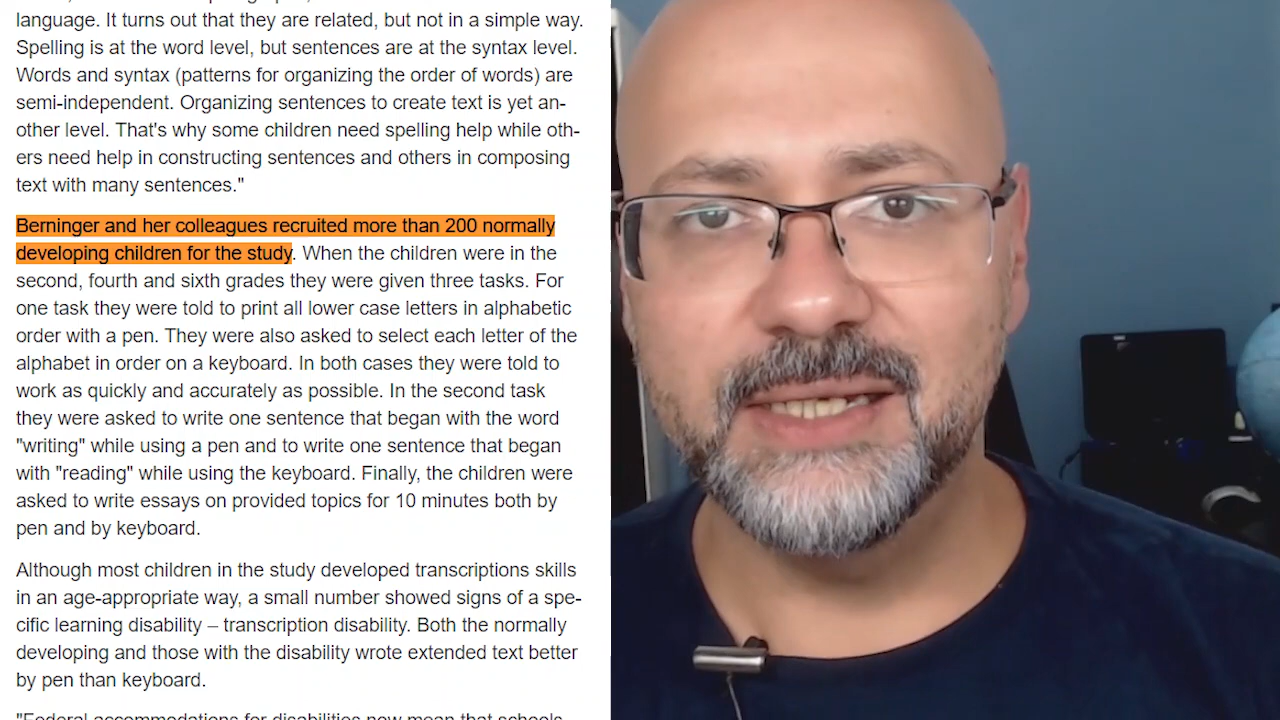 language. It turns out that they are related, but not in a simple way.
Spelling is at the word level, but sentences are at the syntax level.
Words and syntax (patterns for organizing the order of words) are
semi-independent. Organizing sentences to create text is yet an-
other level. That's why some children need spelling help while oth-
ers need help in constructing sentences and others in composing
text with many sentences."
Berninger and her colleagues recruited more than 200 normally
developing children for the study. When the children were in the
second, fourth and sixth grades they were given three tasks. For
one task they were told to print all lower case letters in alphabetic
order with a pen. They were also asked to select each letter of the
alphabet in order on a keyboard. In both cases they were told to
work as quickly and accurately as possible. In the second task
they were asked to write one sentence that began with the word
"writing" while using a pen and to write one sentence that began
with "reading" while using the keyboard. Finally, the children were
asked to write essays on provided topics for 10 minutes both by
pen and by keyboard.
Although most children in the study developed transcriptions skills
in an age-appropriate way, a small number showed signs of a spe-
cific learning disability – transcription disability. Both the normally
developing and those with the disability wrote extended text better
by pen than keyboard.
"Federal accommodations for disabilities now mean that schools